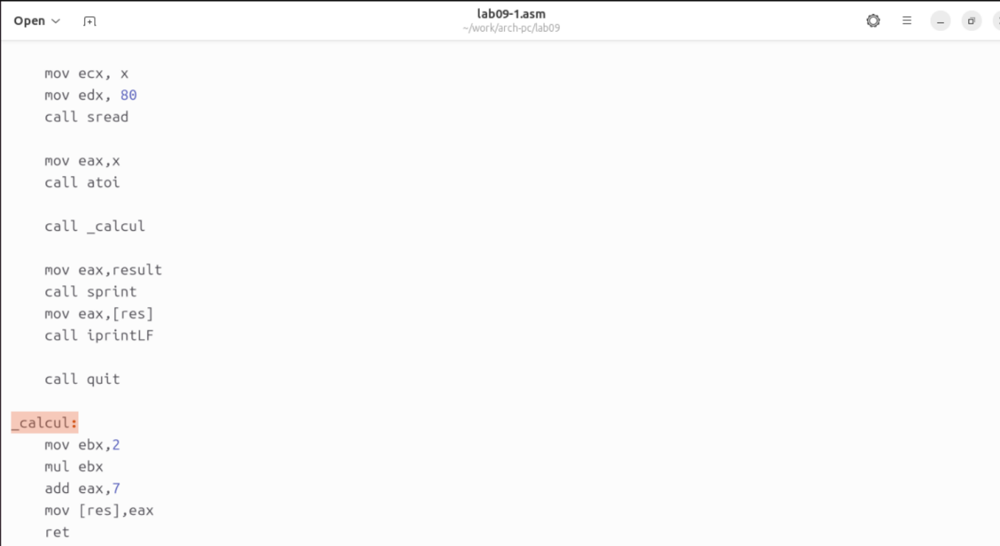 Open
lab09-1.asm
~/work/arch-pc/lab09
mov ecx, x
mov edx, 80
call sread
mov eax,x
call atoi
call _calcul
mov eax,result
call sprint
mov eax,[res]
call iprintLF
call quit
_calcul:
mov ebx,2
mul ebx
add eax,7
mov [res],eax
ret